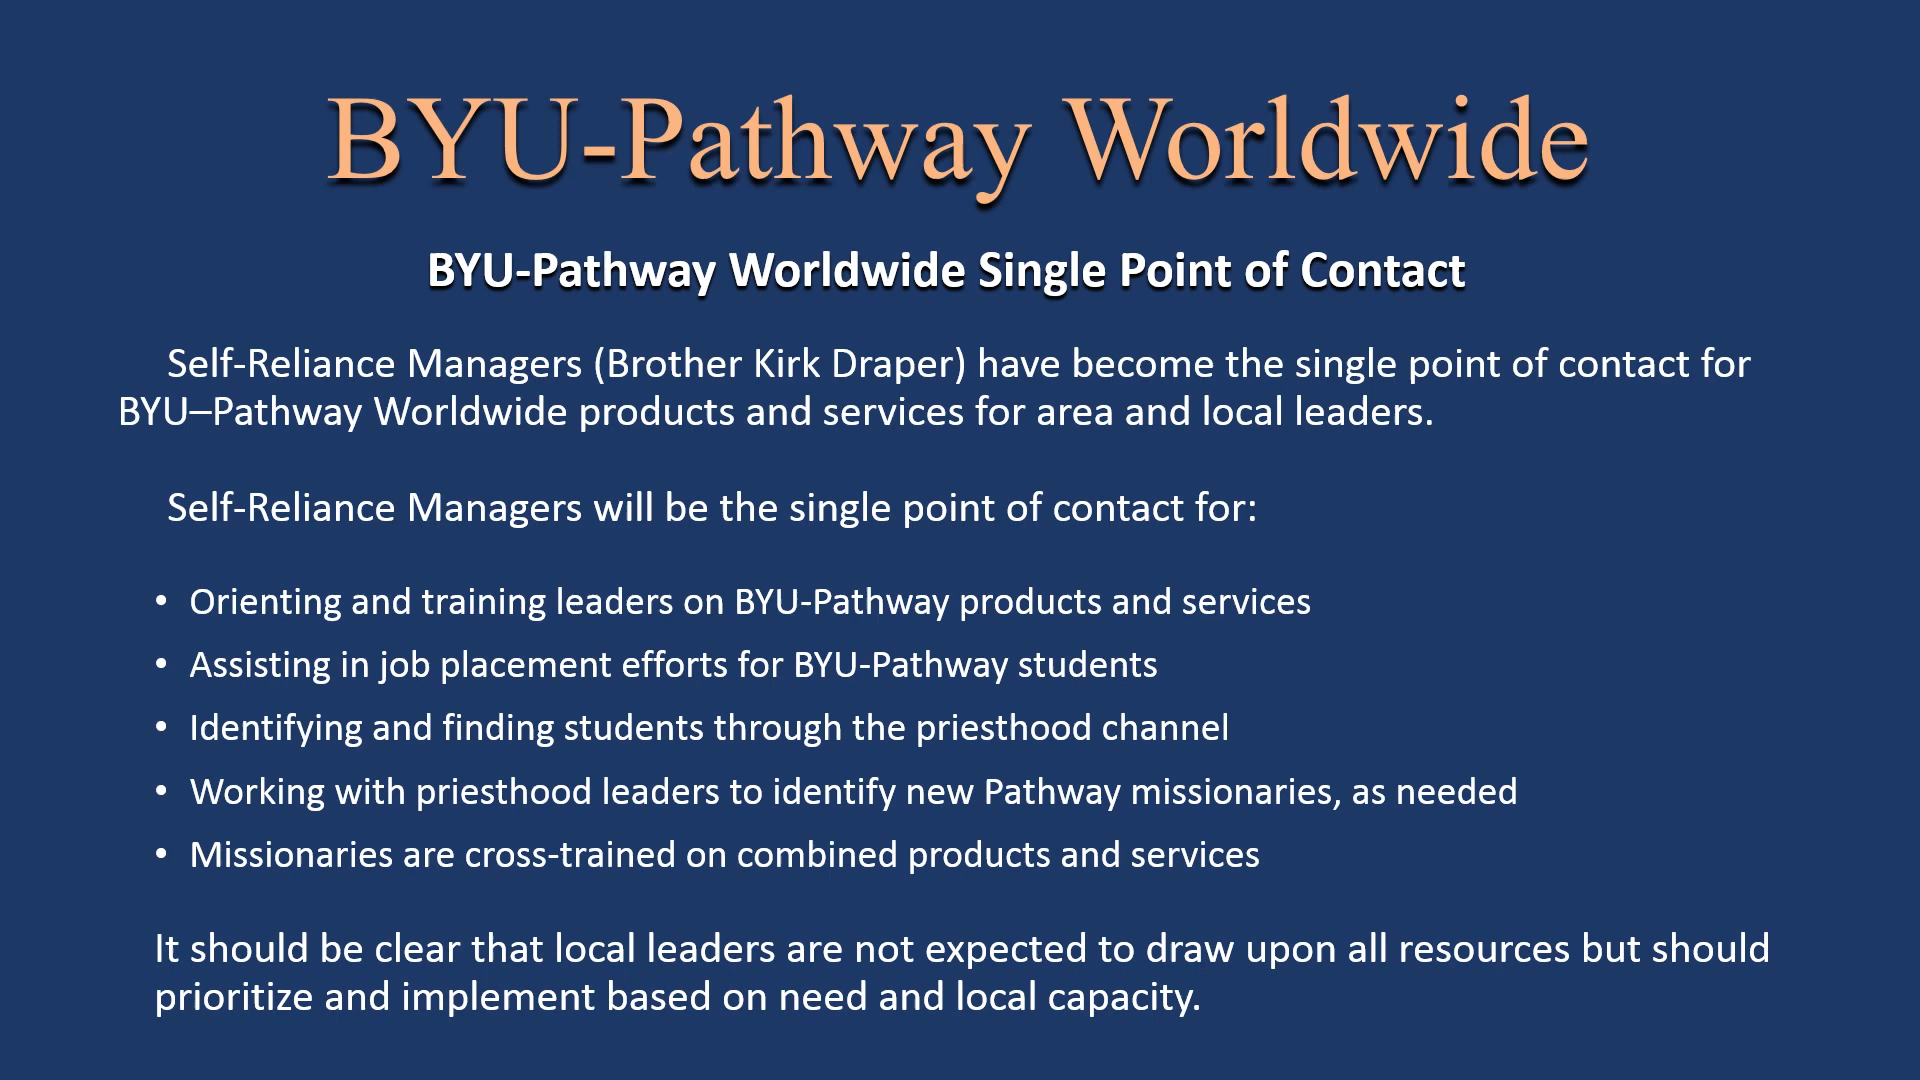 BYU-Pathway Worldwide
BYU-Pathway Worldwide Single Point of Contact
Self-Reliance Managers (Brother Kirk Draper) have become the single point of contact for
BYU–Pathway Worldwide products and services for area and local leaders.
Self-Reliance Managers will be the single point of contact for:
• Orienting and training leaders on BYU-Pathway products and services
• Assisting in job placement efforts for BYU-Pathway students
• Identifying and finding students through the priesthood channel
• Working with priesthood leaders to identify new Pathway missionaries, as needed
• Missionaries are cross-trained on combined products and services
It should be clear that local leaders are not expected to draw upon all resources but should
prioritize and implement based on need and local capacity.